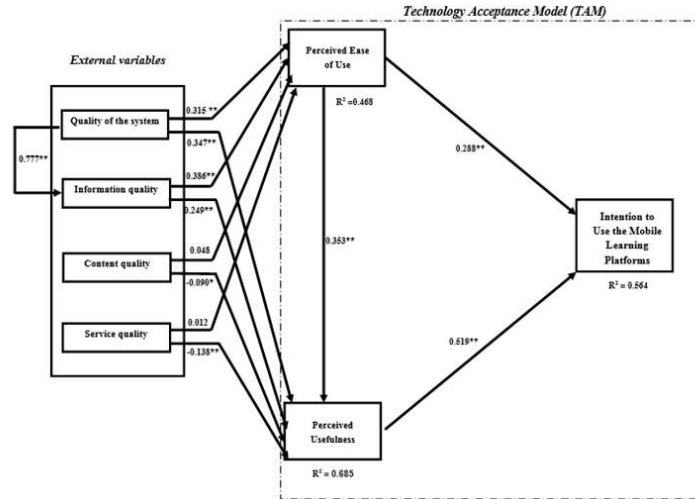 Technology Acceptance Model (TAM)
External variables
Perceived Ease
of Use
R² =0.468
Quality of the system
0.315 **
0.347**
0.777**
Information quality
0.386**
0.249**
Content quality
0.048
-0.090*
Service quality
0.012
-0.138**
0.353**
0.288**
Intention to
Use the Mobile
Learning
Platforms
R² = 0.564
0.519**
Perceived
Usefulness
R² = 0.685